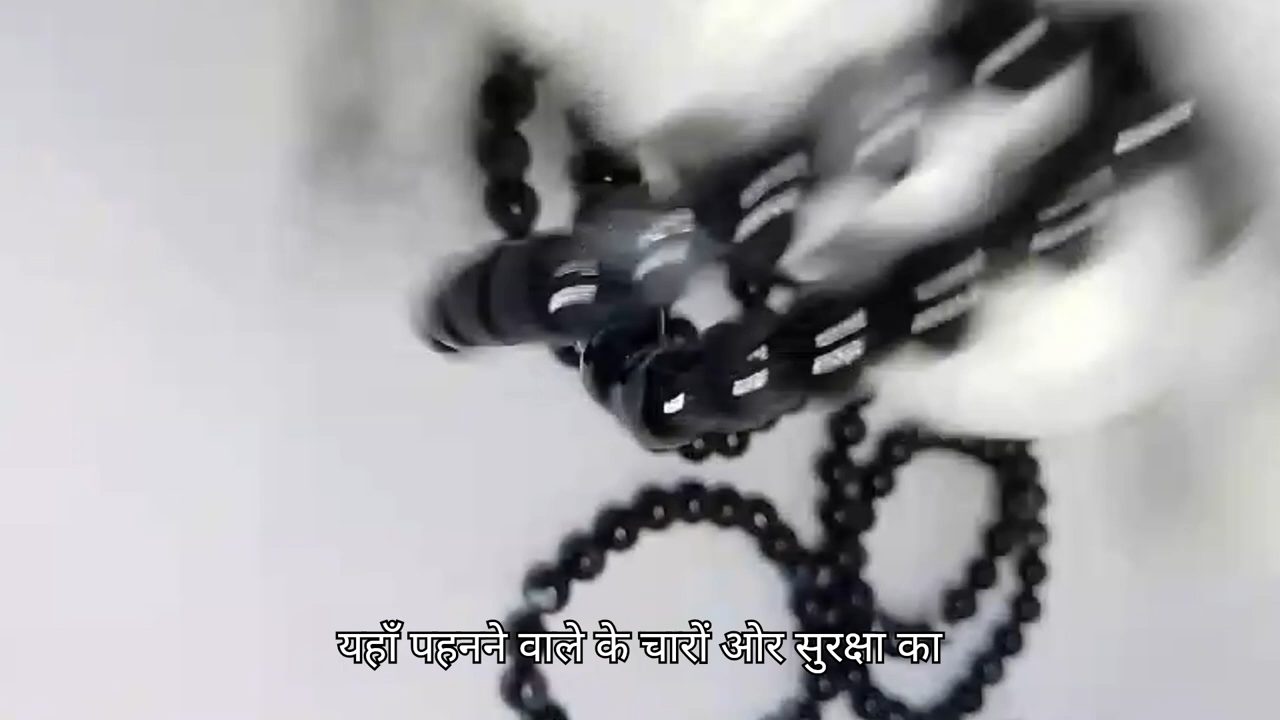 यहाँ पहनने वाले के चारों ओर सुरक्षा का